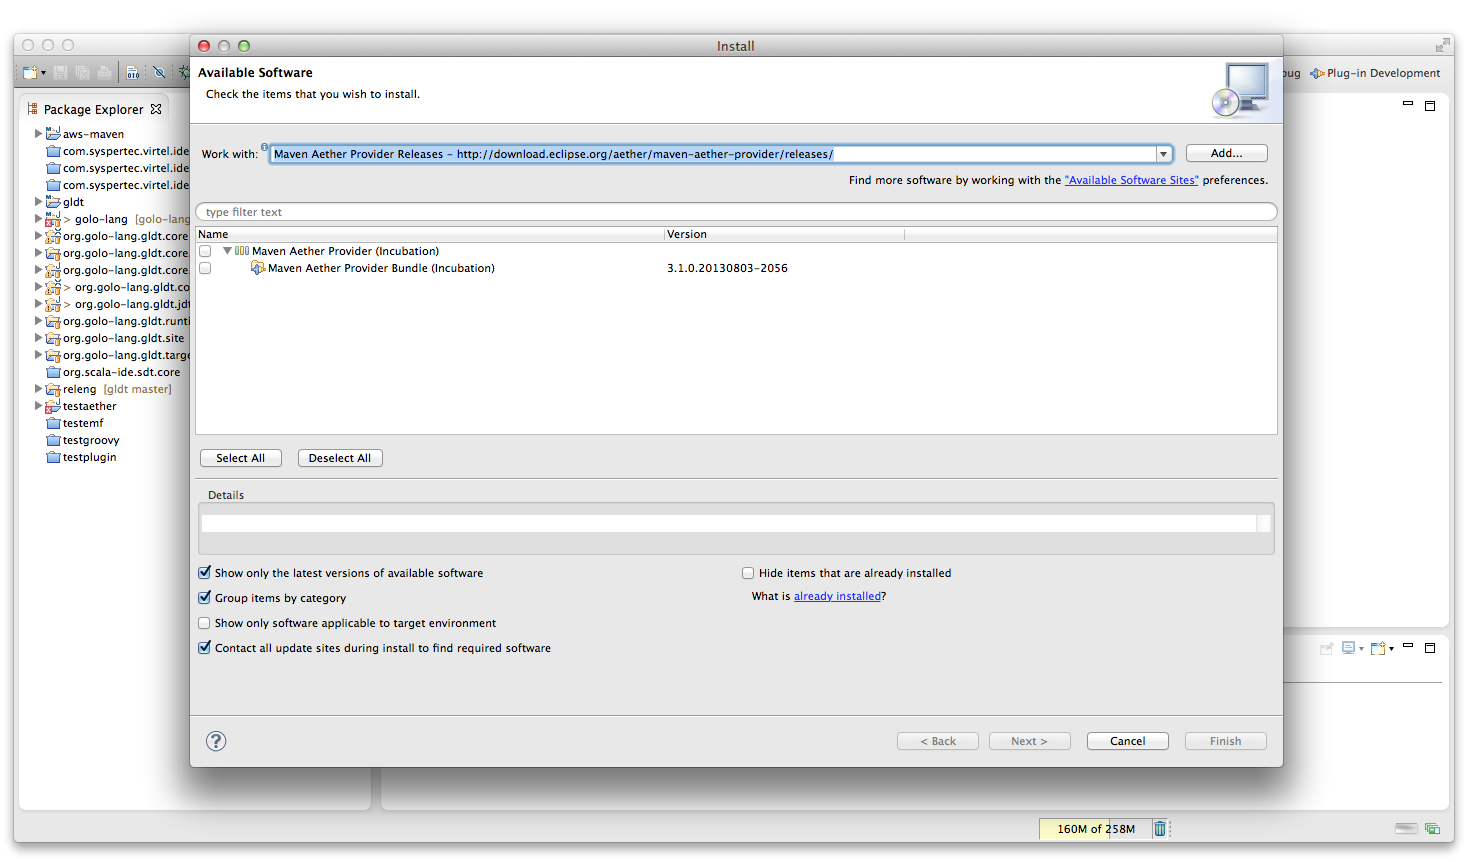 Install
Available Software
Check the items that you wish to install.
bug
Plug-in Development
Package Explorer
aws-maven
com.syspertec.virtel.ide
com.syspertec.virtel.ide
com.syspertec.virtel.ide
gldt
> golo-lang [golo-lang
org.golo-lang.gldt.core
org.golo-lang.gldt.core
org.golo-lang.gldt.core
> org.golo-lang.gldt.co
> org.golo-lang.gldt.jdt
org.golo-lang.gldt.runti
org.golo-lang.gldt.site
org.golo-lang.gldt.targe
org.scala-ide.sdt.core
releng [gldt master]
testaether
testemf
testgroovy
testplugin
Work with: Maven Aether Provider Releases – http://download.eclipse.org/aether/maven-aether-provider/releases/ Add...
Find more software by working with the "Available Software Sites" preferences.
type filter text
Name Version
Maven Aether Provider (Incubation)
Maven Aether Provider Bundle (Incubation) 3.1.0.20130803-2056
Select All Deselect All
Details
Show only the latest versions of available software
Hide items that are already installed
Group items by category
What is already installed?
Show only software applicable to target environment
Contact all update sites during install to find required software
? < Back Next > Cancel Finish
160M of 258M